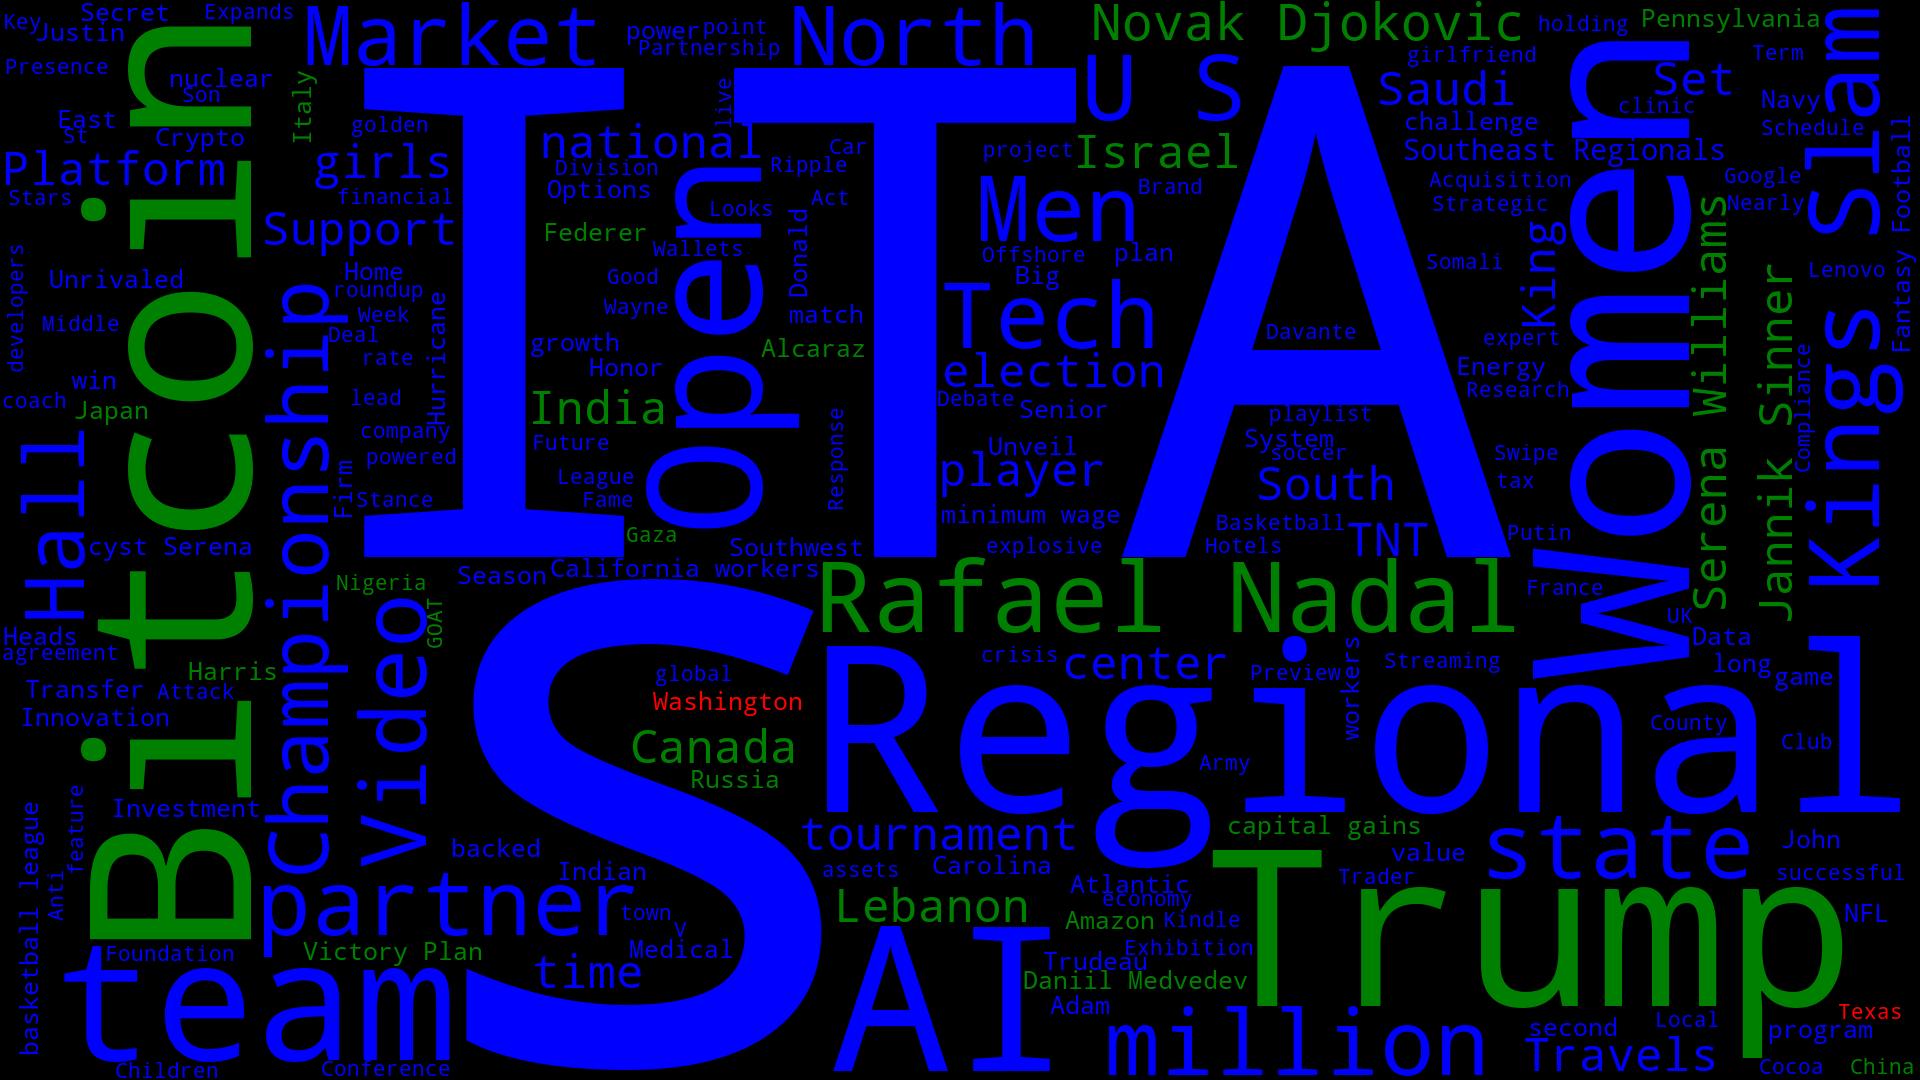 Key
Secret
Expands
Justin
Presence
nuclear
Son
East
St
Crypto
Platform
Stars
Italy
Market
power
point
Partnership
North
Novak Djokovic
holding
Pennsylvania
girlfriend
Term
U S
Saudi
Set
clinic
Navy
Schedule
challenge
Southeast Regionals
Slam
golden
girls
financial
Support
ITA
national
Division
Options
live
Car
Ripple
Act
Looks
Wallets
Federer
Good
Wayne
Donald
match
Alcaraz
project
Israel
Brand
Men
Offshore
plan
Big
Tech
election
Debate
Senior
Unveil
player
minimum wage
explosive
Acquisition
Strategic
Somali
King
Google
Nearly
Lenovo
Fantasy Football
Women
Serena Williams
Jannik Sinner
Kings
Compliance
expert
Energy
Research
Swipe
tax
Putin
France
UK
Davante
playlist
System
soccer
South
Basketball
Hotels
TNT
Bitcoin
Unrivaled
developers
Middle
win
coach
Japan
Hall
cyst Serena
Home
roundup
Week
Deal
rate
Hurricane
lead
company
powered
Firm
Stance
Championship
growth
Honor
India
Future
League
Fame
Open
Response
Gaza
Southwest
Season
California workers
Nigeria
GOAT
Video
Heads
agreement
Harris
Transfer
Attack
Innovation
Investment
feature
basketball league
Anti
Foundation
Children
S
global
Washington
Canada
Russia
Rafael Nadal
crisis
center
Preview
workers
Streaming
Data
long
game
County
Club
Army
Regional
tournament
capital gains
state
John
successful
value
Trader
assets
Carolina
Atlantic
economy
Amazon
Kindle
Exhibition
Trudeau
Daniil Medvedev
Adam
Lebanon
AI
Trump
NFL
Texas
program
second
Local
Travels
Cocoa
China
million
backed
Indian
partner
town
V
Medical
Victory Plan
time
team
Conference